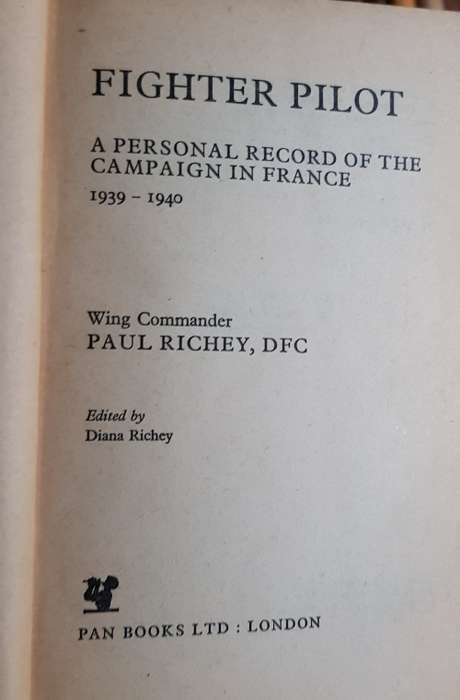 FIGHTER PILOT
A PERSONAL RECORD OF THE
CAMPAIGN IN FRANCE
1939 – 1940
Wing Commander
PAUL RICHEY, DFC
Edited by
Diana Richey
PAN BOOKS LTD : LONDON